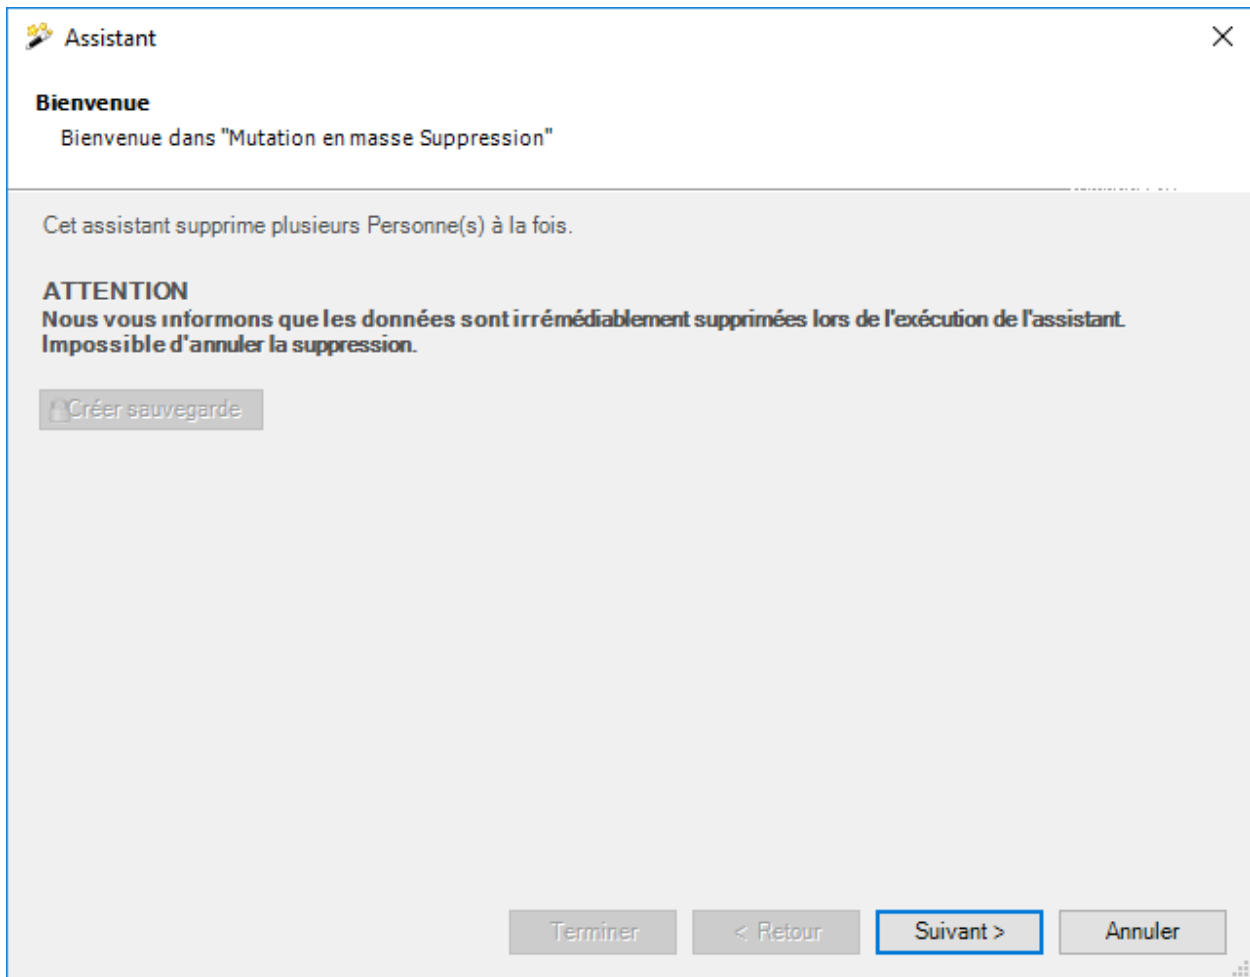 Assistant
Bienvenue
Bienvenue dans "Mutation en masse Suppression"
Cet assistant supprime plusieurs Personne(s) à la fois.
ATTENTION
Nous vous informons que les données sont irrémédiablement supprimées lors de l'exécution de l'assistant.
Impossible d'annuler la suppression.
Créer sauvegarde
Terminer
< Retour
Suivant >
Annuler